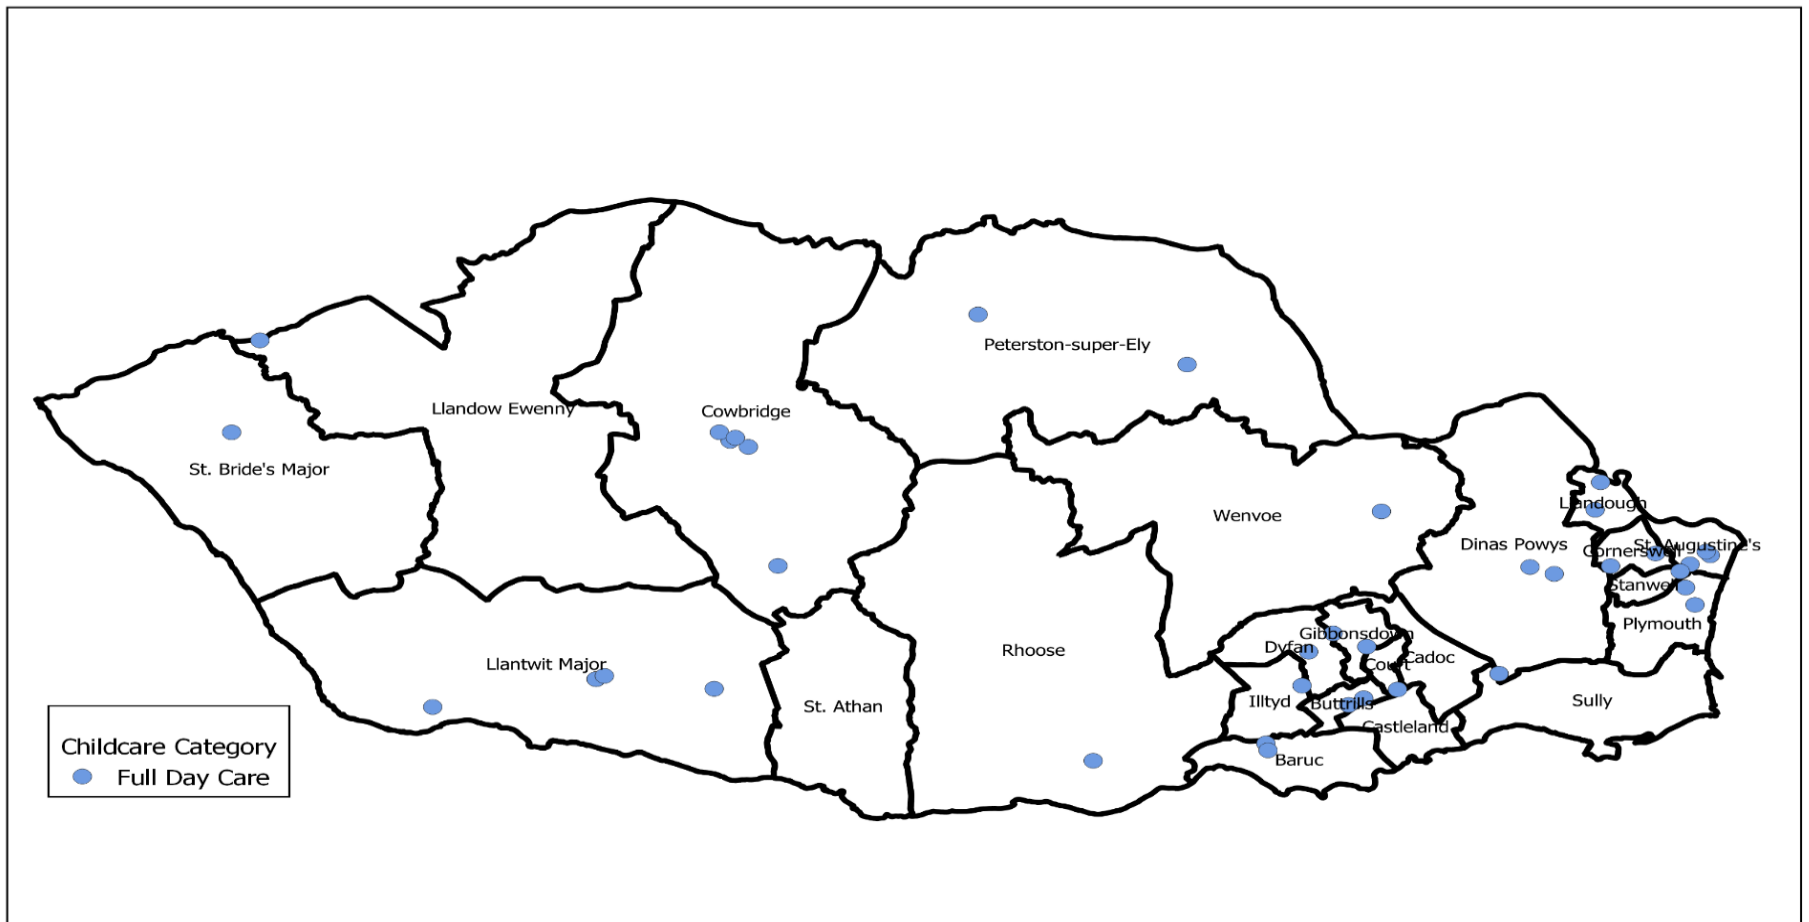 Peterston-super-Ely
Llandow Ewenny
Cowbridge
St. Bride's Major
Llandough
Wenvoe
Dinas Powys
St. Augustine's
Cornerswell
Stanwell
Plymouth
Gibbonsdown
Dyfan
Rhoose
Cadoc
Court
Llantwit Major
Illtyd
Buttrills
Sully
St. Athan
Castleland
Baruc
Childcare Category
Full Day Care